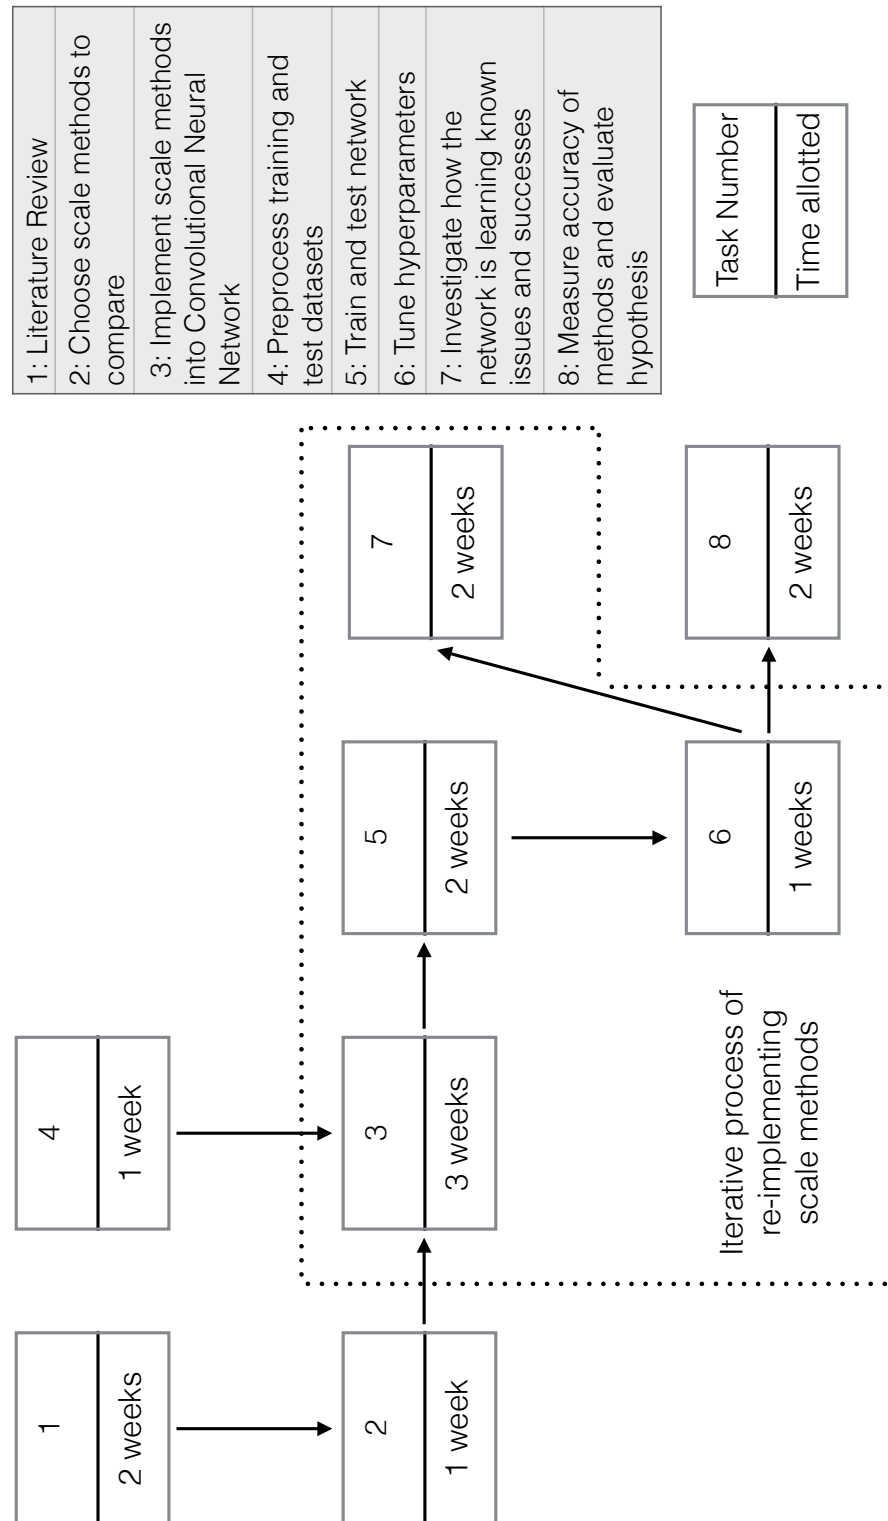 1: Literature Review
2: Choose scale methods to
compare
3: Implement scale methods
into Convolutional Neural
Network
4: Preprocess training and
test datasets
5: Train and test network
6: Tune hyperparameters
7: Investigate how the
network is learning known
issues and successes
8: Measure accuracy of
methods and evaluate
hypothesis
Task Number
Time allotted
1
2 weeks
4
1 week
2
1 week
3
3 weeks
5
2 weeks
7
2 weeks
Iterative process of
re-implementing
scale methods
6
1 weeks
8
2 weeks